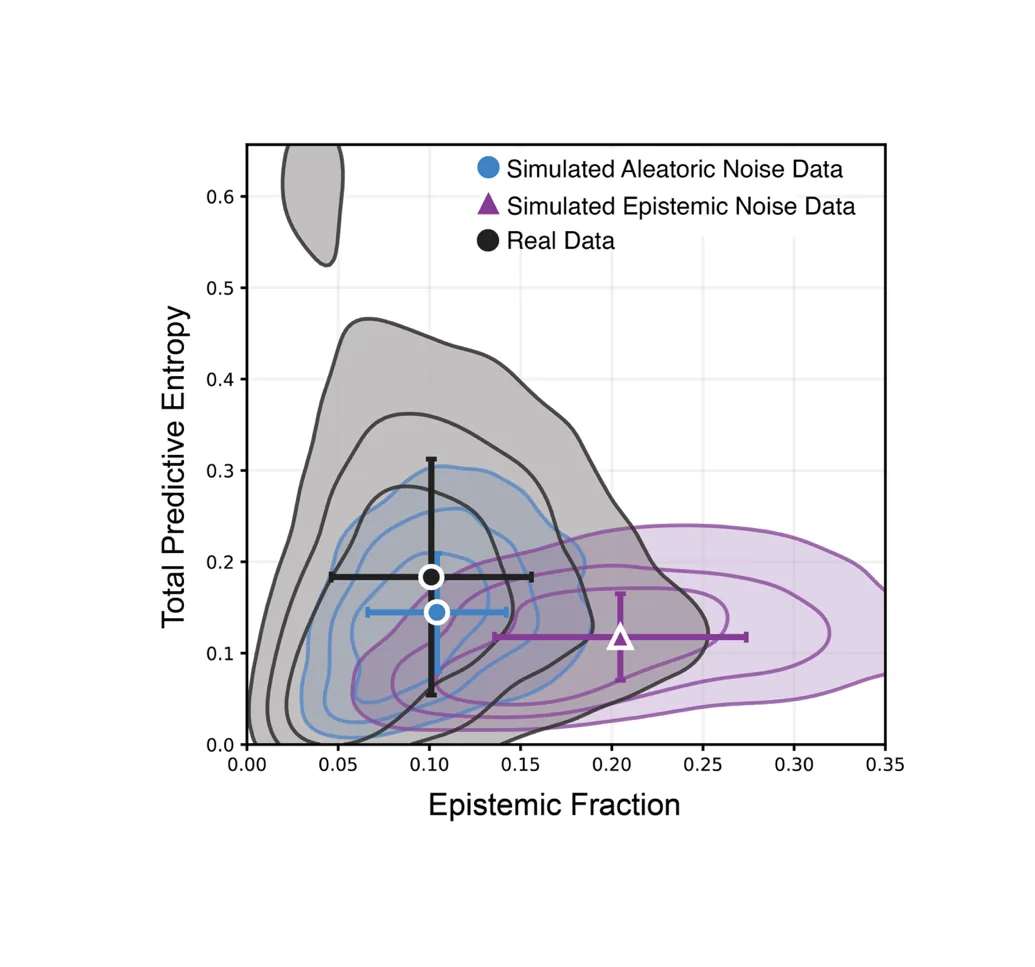 Simulated Aleatoric Noise Data
Simulated Epistemic Noise Data
Real Data
Total Predictive Entropy
0.6
0.5
0.4
0.3
0.2
0.1
0.0
0.00 0.05 0.10 0.15 0.20 0.25 0.30 0.35
Epistemic Fraction